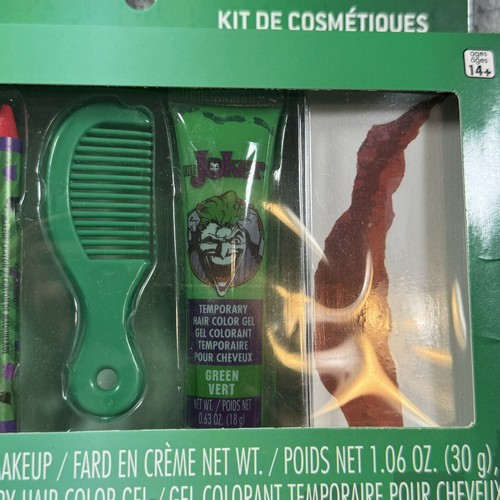 KIT DE COSMÉTIQUES
ages
âges
14+
THE Joker
TEMPORARY
HAIR COLOR GEL
GEL COLORANT
TEMPORAIRE
POUR CHEVEUX
GREEN
VERT
NET WT. / POIDS NET
0.63 OZ. (18 g)
MAKEUP / FARD EN CRÈME NET WT. / POIDS NET 1.06 OZ. (30 g),
HAIR COLOR GEL / GEL COLORANT TEMPORAIRE POUR CHEVEUX